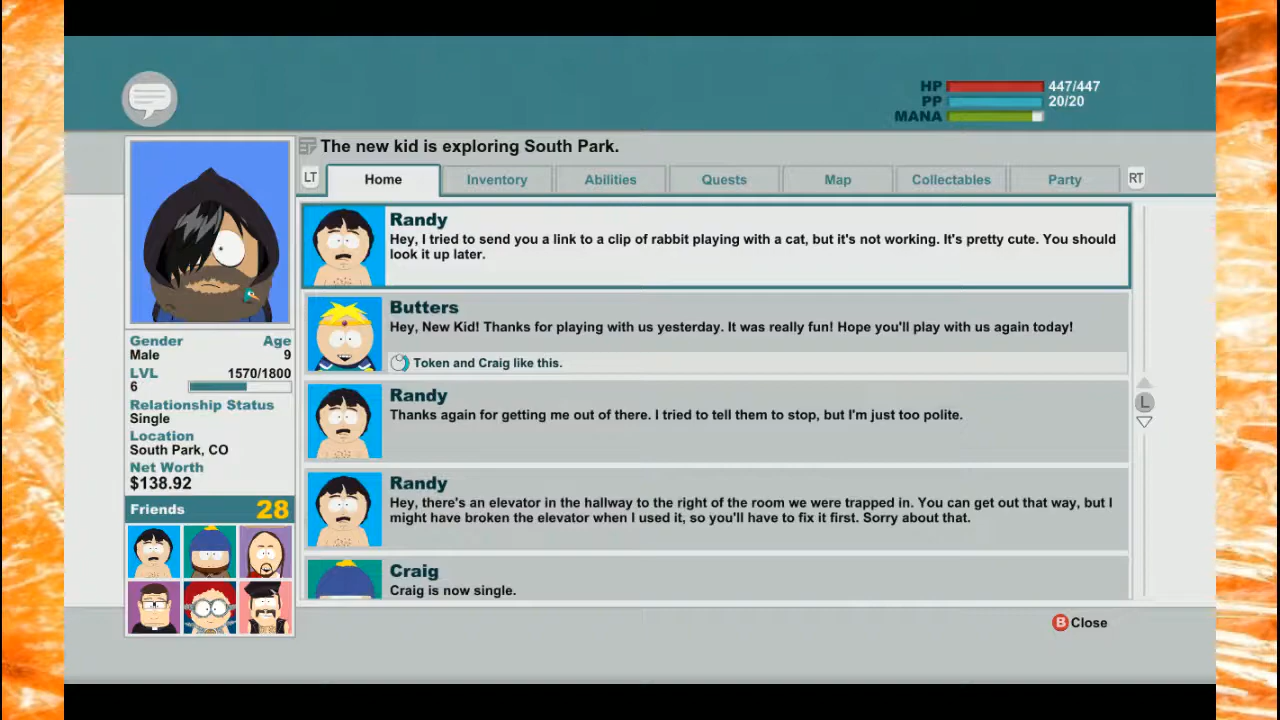 HP 447/447
PP 20/20
MANA
The new kid is exploring South Park.
LT Home Inventory Abilities Quests Map Collectables Party RT
Gender Age
Male 9
LVL 1570/1800
6
Relationship Status
Single
Location
South Park, CO
Net Worth
$138.92
Friends 28
Randy
Hey, I tried to send you a link to a clip of rabbit playing with a cat, but it's not working. It's pretty cute. You should
look it up later.
Butters
Hey, New Kid! Thanks for playing with us yesterday. It was really fun! Hope you'll play with us again today!
Token and Craig like this.
Randy
Thanks again for getting me out of there. I tried to tell them to stop, but I'm just too polite.
Randy
Hey, there's an elevator in the hallway to the right of the room we were trapped in. You can get out that way, but I
might have broken the elevator when I used it, so you'll have to fix it first. Sorry about that.
Craig
Craig is now single.
L
B Close